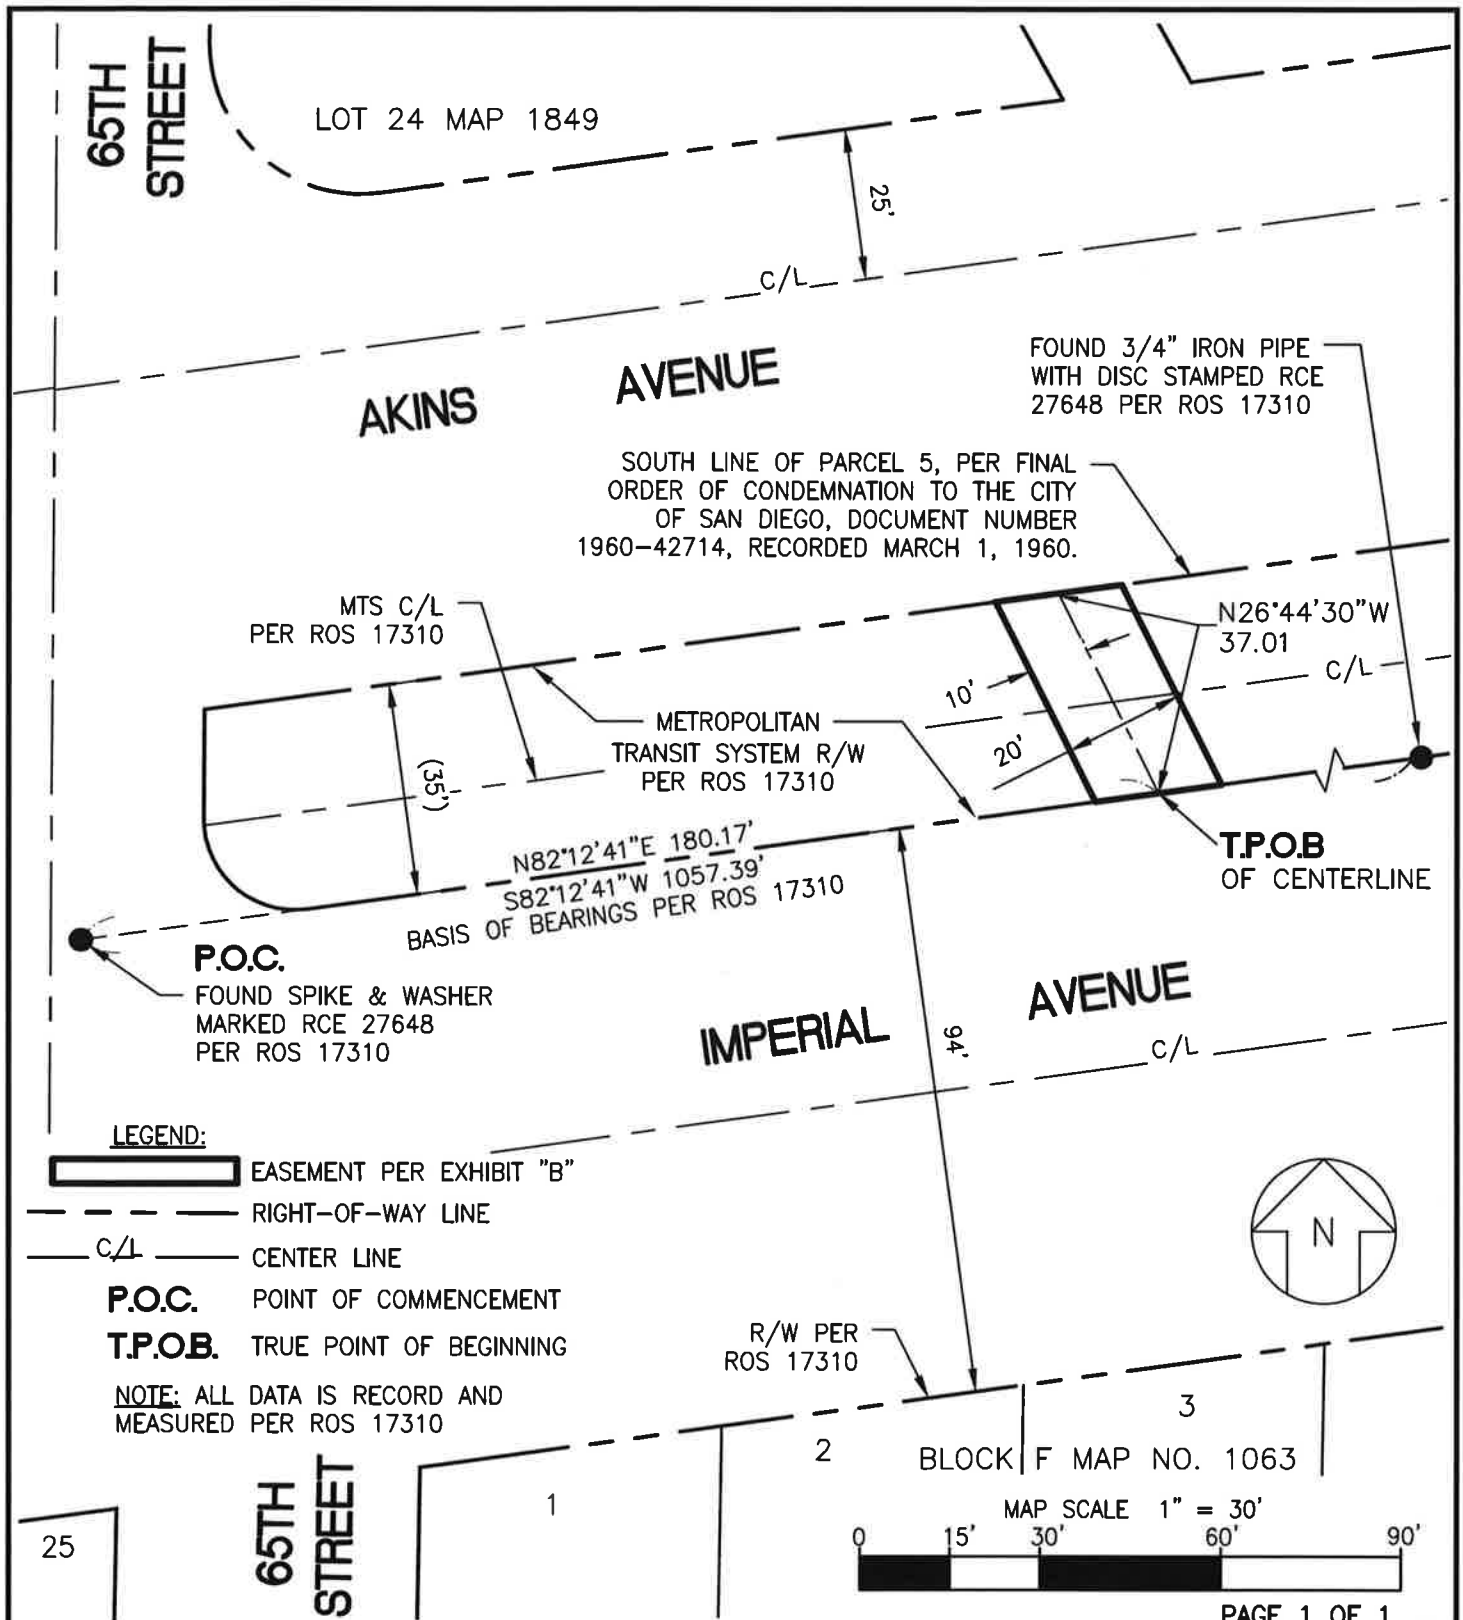 65TH
STREET
LOT 24 MAP 1849
25'
C/L
AKINS AVENUE
FOUND 3/4" IRON PIPE
WITH DISC STAMPED RCE
27648 PER ROS 17310
SOUTH LINE OF PARCEL 5, PER FINAL
ORDER OF CONDEMNATION TO THE CITY
OF SAN DIEGO, DOCUMENT NUMBER
1960-42714, RECORDED MARCH 1, 1960.
MTS C/L
PER ROS 17310
N26°44'30"W
37.01
C/L
10'
20'
METROPOLITAN
TRANSIT SYSTEM R/W
PER ROS 17310
(35')
N82°12'41"E 180.17'
S82°12'41"W 1057.39'
BASIS OF BEARINGS PER ROS 17310
T.P.O.B
OF CENTERLINE
P.O.C.
FOUND SPIKE & WASHER
MARKED RCE 27648
PER ROS 17310
IMPERIAL AVENUE
94'
C/L
LEGEND:
EASEMENT PER EXHIBIT "B"
RIGHT-OF-WAY LINE
C/L CENTER LINE
P.O.C. POINT OF COMMENCEMENT
T.P.O.B. TRUE POINT OF BEGINNING
NOTE: ALL DATA IS RECORD AND
MEASURED PER ROS 17310
N
R/W PER
ROS 17310
1
2
3
BLOCK F MAP NO. 1063
25
65TH
STREET
MAP SCALE 1" = 30'
0 15' 30' 60' 90'
PAGE 1 OF 1